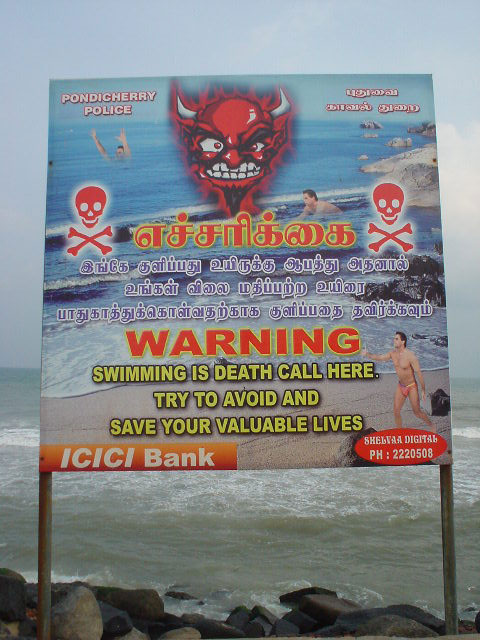 PONDICHERRY
POLICE
புதுவை
காவல் துறை
எச்சரிக்கை
இங்கே குளிப்பது உயிருக்கு ஆபத்து அதனால்
உங்கள் விலை மதிப்பற்ற உயிரை
பாதுகாத்துக்கொள்வதற்காக குளிப்பதை தவிர்க்கவும்
WARNING
SWIMMING IS DEATH CALL HERE.
TRY TO AVOID AND
SAVE YOUR VALUABLE LIVES
ICICI Bank
SHELVAA DIGITAL
PH : 2220508